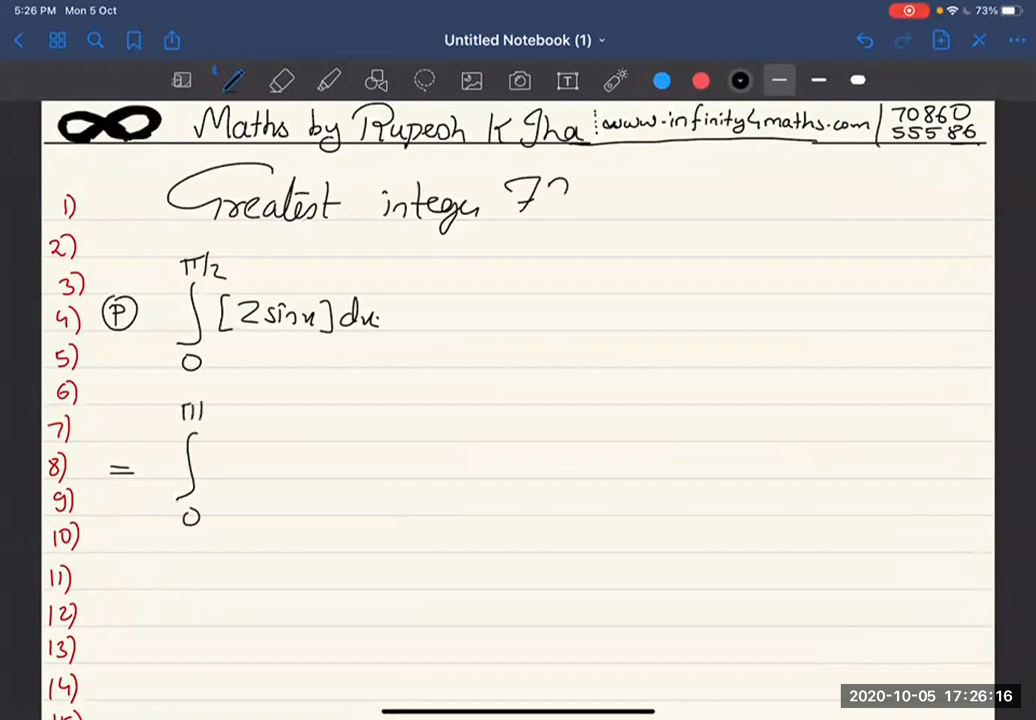 5:26 PM Mon 5 Oct
73%
Untitled Notebook (1)
Maths by Rupesh K Jha www.infinity4maths.com 70860
55586
1) Greatest integer
2)
3)
4) P ∫ [2sinx]dx
π/2
0
5)
6)
7)
8) = ∫
0
9)
10)
11)
12)
13)
14)
2020-10-05 17:26:16